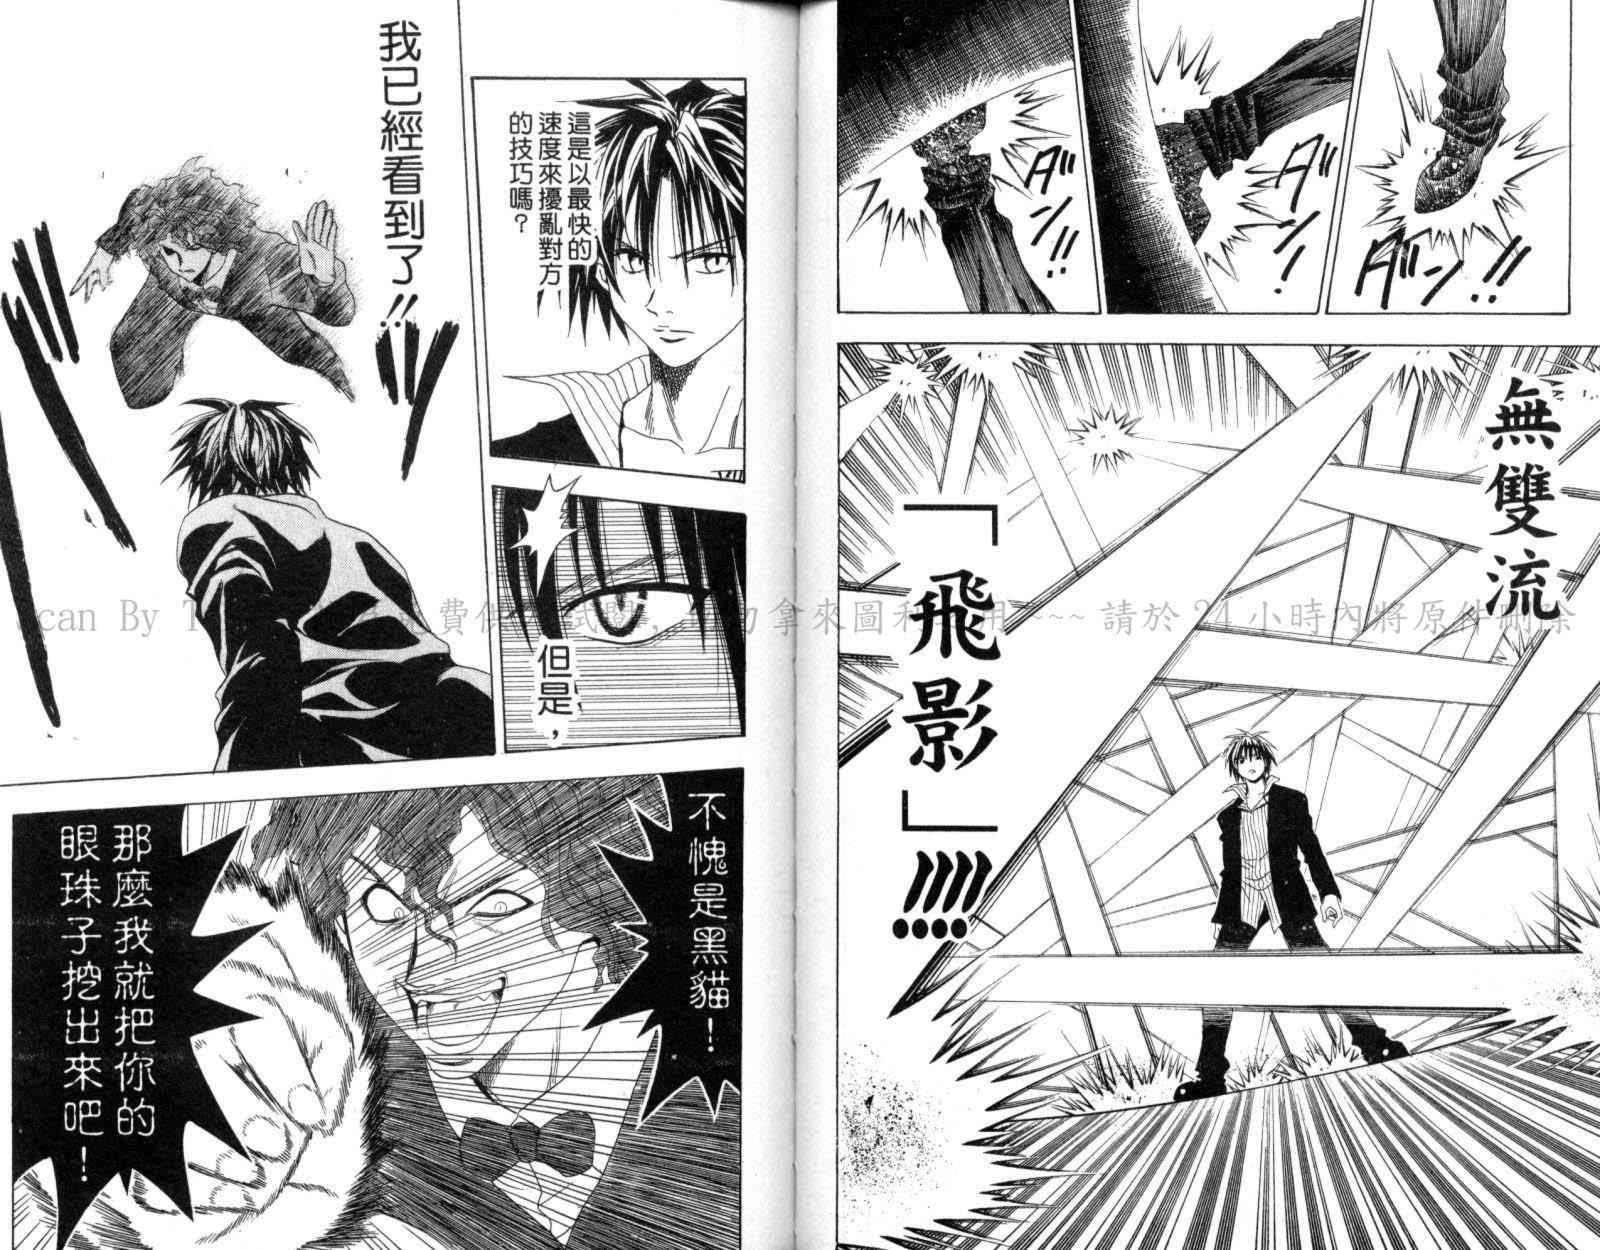 ダン!!
ダン!
ダン!!
無雙流
「飛影」!!!!
這是以最快的
速度來擾亂對方
的技巧嗎？
但是，
我已經看到了!!
不愧是黑貓！
那麼我就把你的
眼珠子挖出來吧！
Scan By
請於 24 小時內將原件刪除